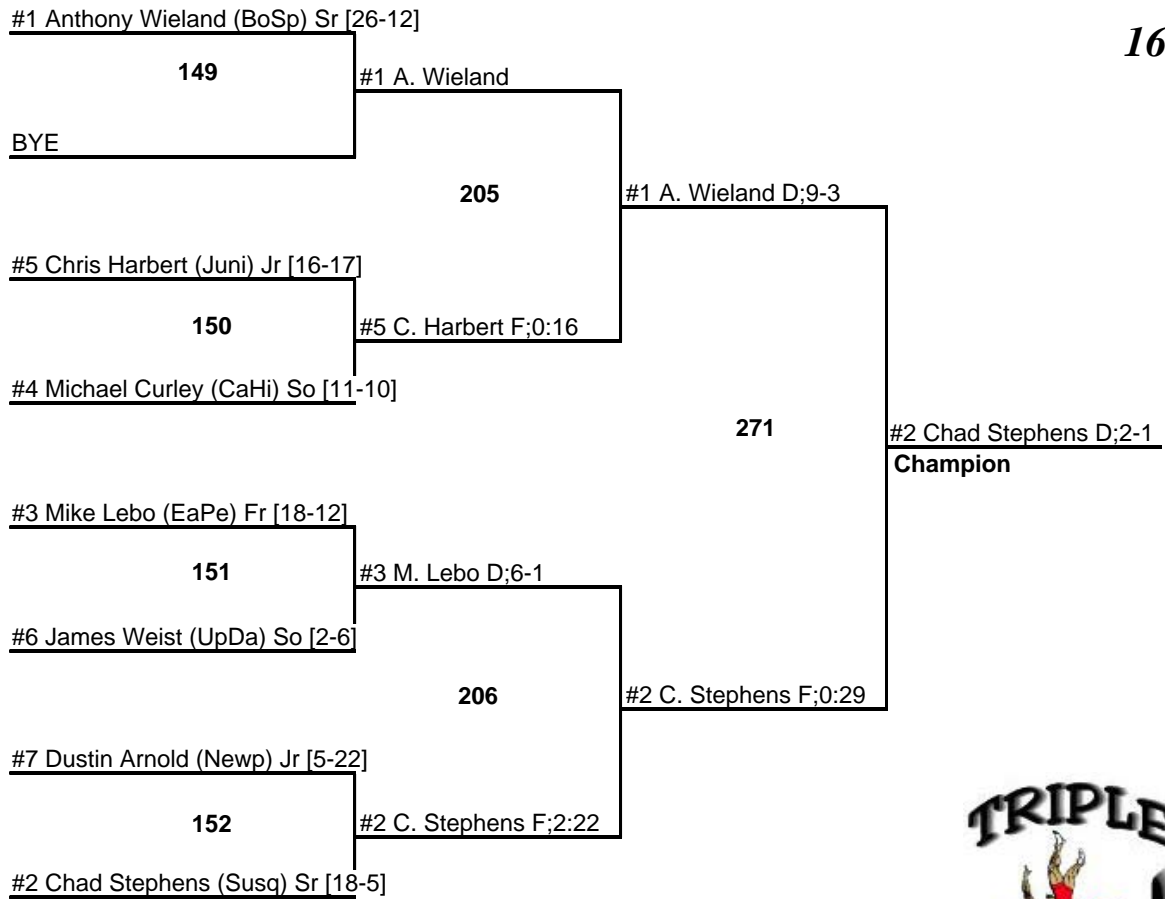 #1 Anthony Wieland (BoSp) Sr [26-12]
16
149
#1 A. Wieland
BYE
205
#1 A. Wieland D;9-3
#5 Chris Harbert (Juni) Jr [16-17]
150
#5 C. Harbert F;0:16
#4 Michael Curley (CaHi) So [11-10]
271
#2 Chad Stephens D;2-1
Champion
#3 Mike Lebo (EaPe) Fr [18-12]
151
#3 M. Lebo D;6-1
#6 James Weist (UpDa) So [2-6]
206
#2 C. Stephens F;0:29
#7 Dustin Arnold (Newp) Jr [5-22]
152
#2 C. Stephens F;2:22
#2 Chad Stephens (Susq) Sr [18-5]
TRIPLE